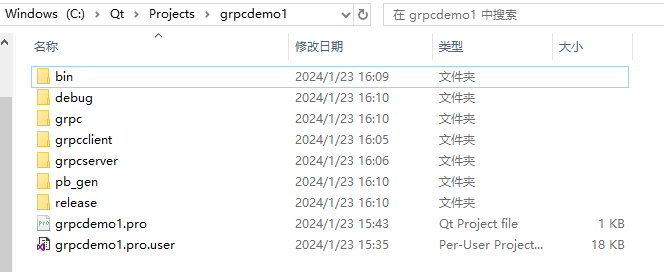 Windows (C:) > Qt > Projects > grpcdemo1 在 grpcdemo1 中搜索
名称 修改日期 类型 大小
bin 2024/1/23 16:09 文件夹
debug 2024/1/23 16:10 文件夹
grpc 2024/1/23 16:10 文件夹
grpcclient 2024/1/23 16:05 文件夹
grpcserver 2024/1/23 16:06 文件夹
pb_gen 2024/1/23 16:10 文件夹
release 2024/1/23 16:10 文件夹
grpcdemo1.pro 2024/1/23 15:43 Qt Project file 1 KB
grpcdemo1.pro.user 2024/1/23 15:35 Per-User Project... 18 KB